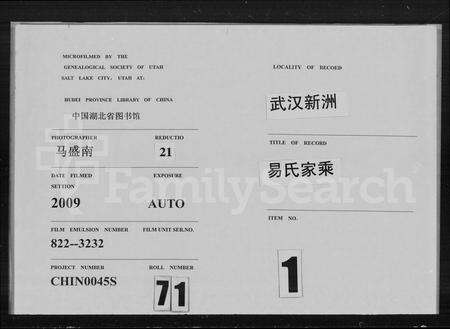 MICROFILMED BY THE
GENEALOGICAL SOCIETY OF UTAH
SALT LAKE CITY, UTAH AT:
HUBEI PROVINCE LIBRARY OF CHINA
中国湖北省图书馆
PHOTOGRAPHER REDUCTIO
马盛南 21
DATE FILMED EXPOSURE
SETTION
2009 AUTO
FILM EMULSION NUMBER FILM UNIT SER.NO.
822--3232
PROJECT NUMBER ROLL NUMBER
CHIN0045S 71
LOCALITY OF RECOED
武汉新洲
TITLE OF RECORD
易氏家乘
ITEM NO.
1
FamilySearch